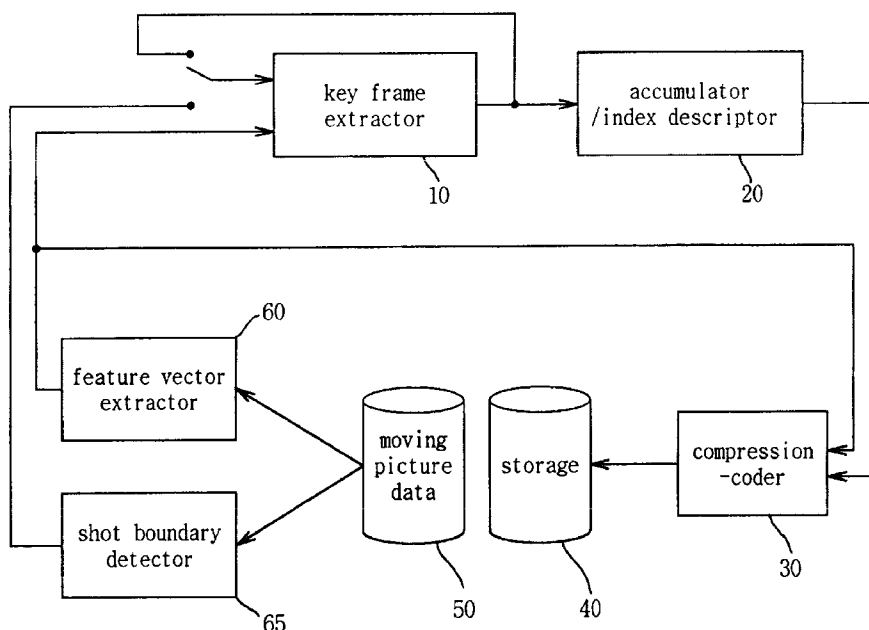 key frame
extractor
10
accumulator
/index descriptor
20
60
feature vector
extractor
moving
picture
data
50
storage
40
compression
-coder
30
shot boundary
detector
65